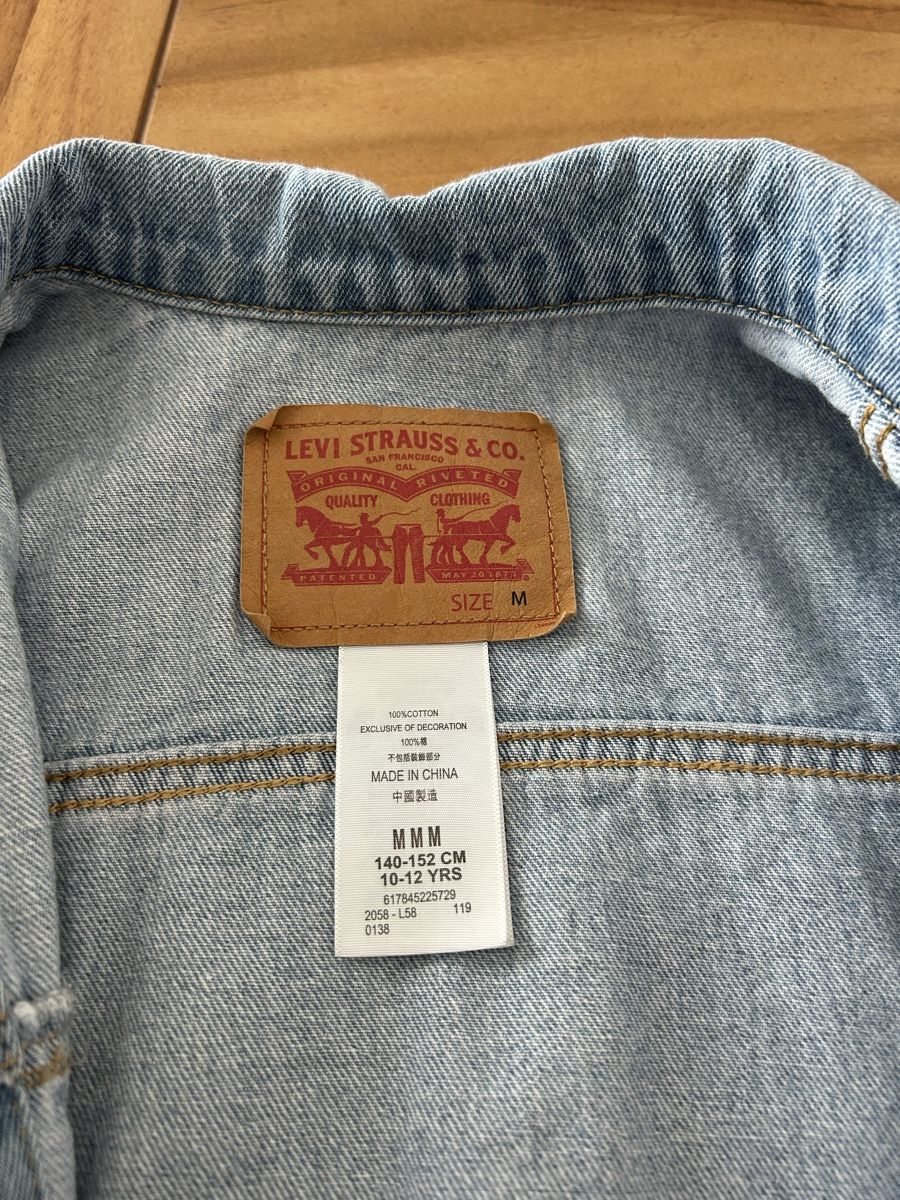 LEVI STRAUSS & CO.
SAN FRANCISCO
CAL.
ORIGINAL RIVETED
QUALITY CLOTHING
PATENTED MAY 20 1873
SIZE M
100%COTTON
EXCLUSIVE OF DECORATION
100%棉
不包括裝飾部分
MADE IN CHINA
中國製造
M M M
140-152 CM
10-12 YRS
617845225729
2058 - L58 119
0138